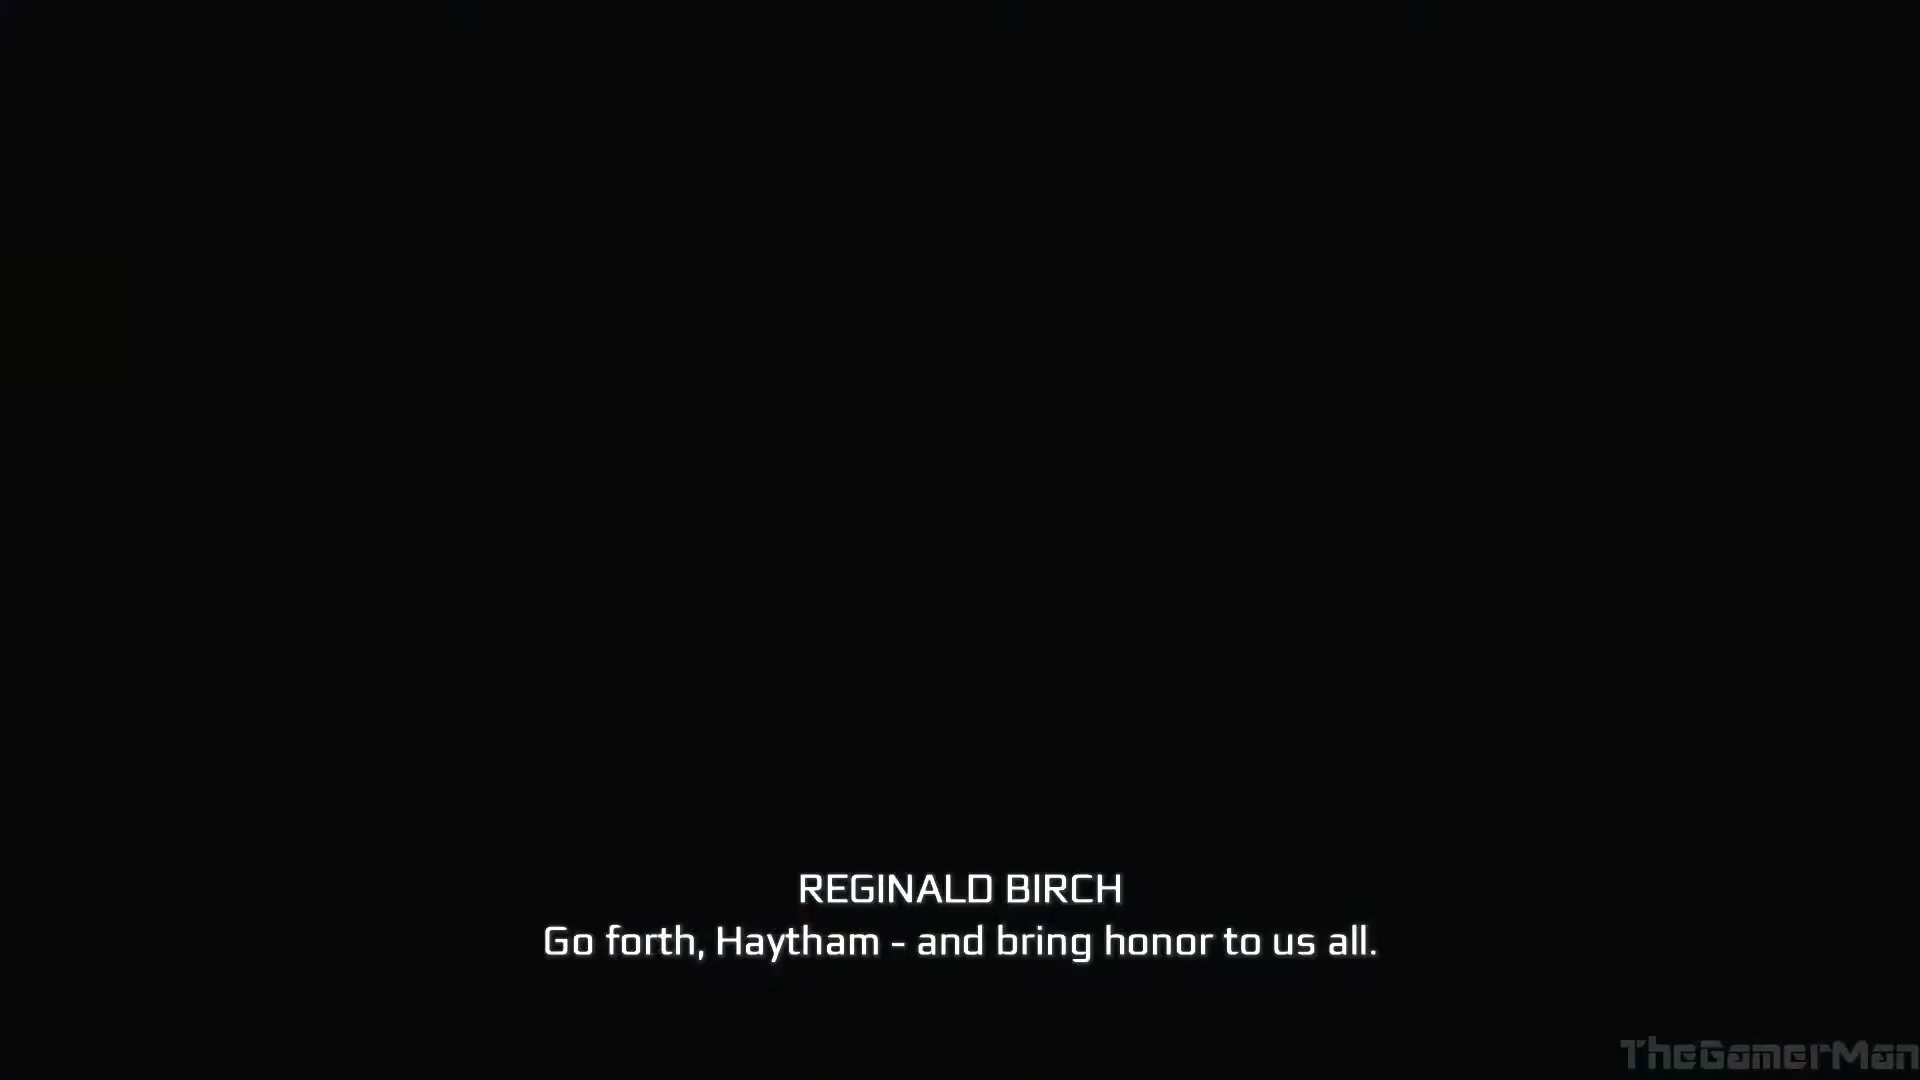 REGINALD BIRCH
Go forth, Haytham - and bring honor to us all.
TheGamerMan